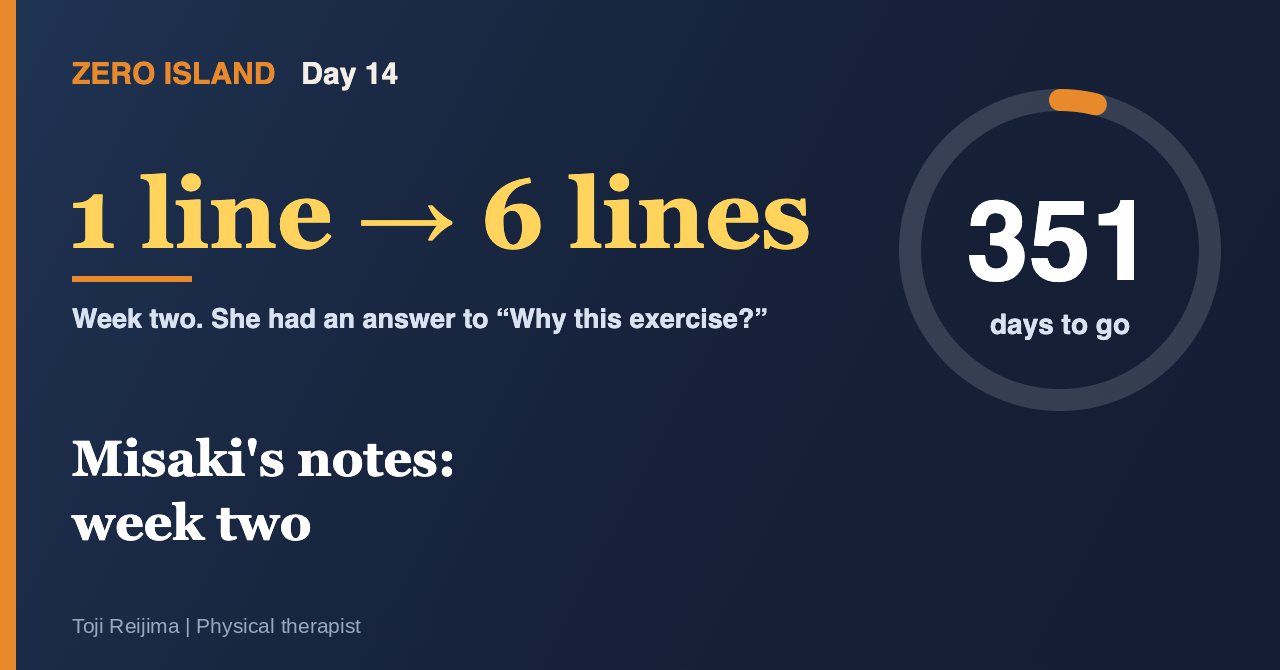 ZERO ISLAND Day 14
1 line → 6 lines
Week two. She had an answer to “Why this exercise?”
351
days to go
Misaki's notes:
week two
Toji Reijima | Physical therapist